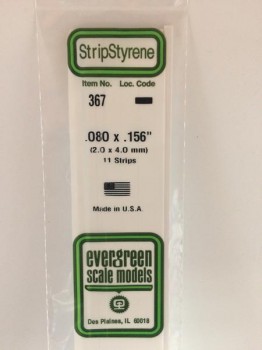 StripStyrene
Item No. Loc. Code
367
.080 x .156"
(2.0 x 4.0 mm)
11 Strips
Made in U.S.A.
evergreen
scale models
Des Plaines, IL 60018